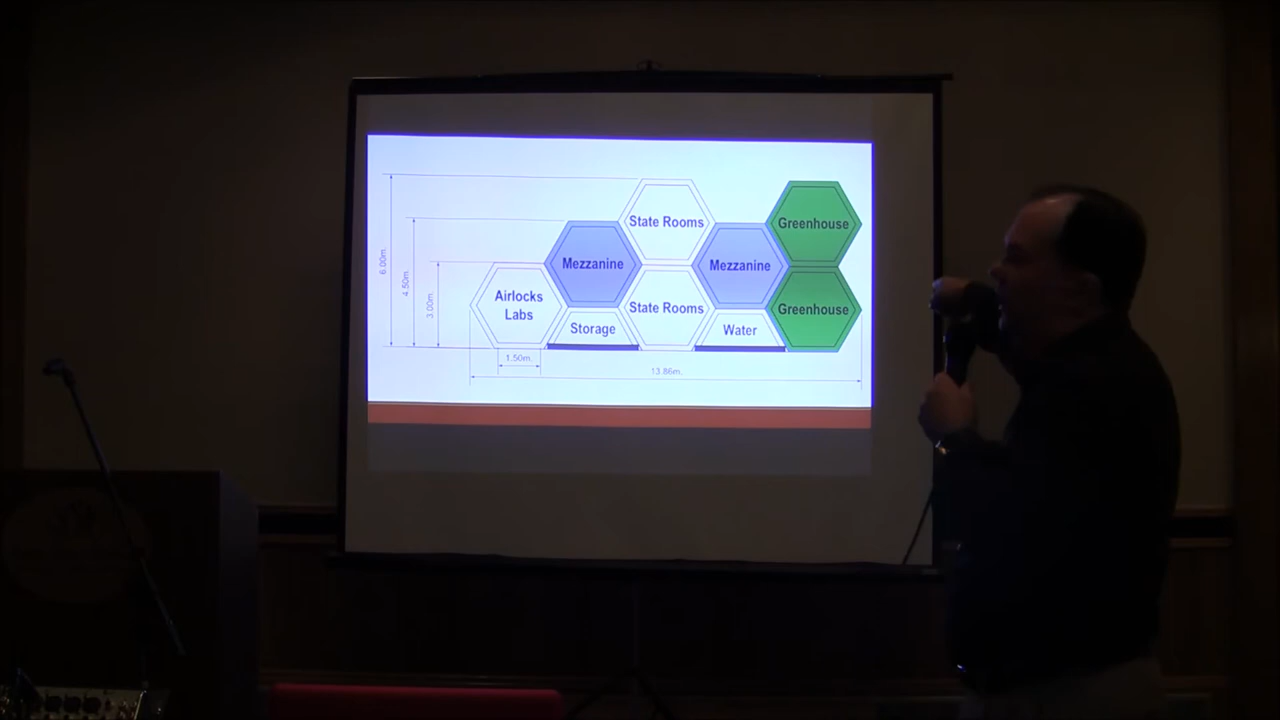 State Rooms
Greenhouse
Mezzanine
Mezzanine
Airlocks
Labs
State Rooms
Greenhouse
Storage
Water
6.00m.
4.50m.
3.00m.
1.50m.
13.86m.